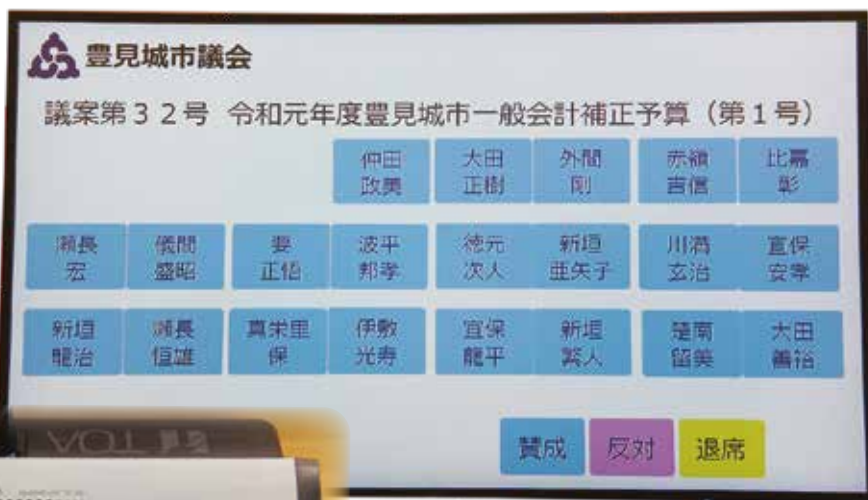 豊見城市議会
議案第32号 令和元年度豊見城市一般会計補正予算(第1号)
仲田 大田 外間 赤嶺 比嘉
政美 正樹 剛 吉信 彰
瀬長 儀間 要 波平 徳元 新垣 川満 宜保
宏 盛昭 正悟 邦孝 次人 亜矢子 玄治 安孝
新垣 瀬長 真栄里 伊敷 宜保 新垣 楚南 大田
龍治 恒雄 保 光寿 龍平 繁人 留美 善裕
賛成 反対 退席